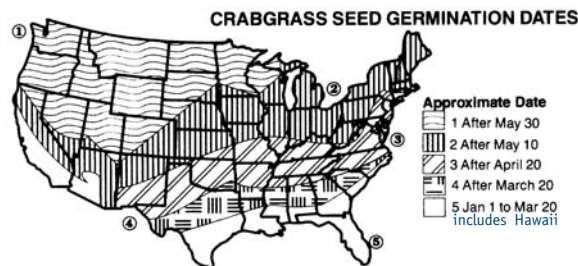 CRABGRASS SEED GERMINATION DATES
①
②
③
④
⑤
Approximate Date
1 After May 30
2 After May 10
3 After April 20
4 After March 20
5 Jan 1 to Mar 20
includes Hawaii